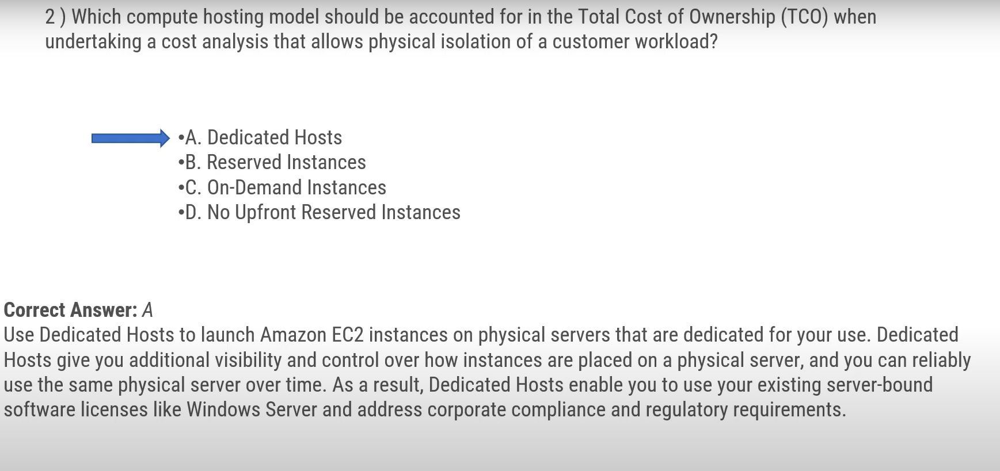 2 ) Which compute hosting model should be accounted for in the Total Cost of Ownership (TCO) when
undertaking a cost analysis that allows physical isolation of a customer workload?
•A. Dedicated Hosts
•B. Reserved Instances
•C. On-Demand Instances
•D. No Upfront Reserved Instances
Correct Answer: A
Use Dedicated Hosts to launch Amazon EC2 instances on physical servers that are dedicated for your use. Dedicated
Hosts give you additional visibility and control over how instances are placed on a physical server, and you can reliably
use the same physical server over time. As a result, Dedicated Hosts enable you to use your existing server-bound
software licenses like Windows Server and address corporate compliance and regulatory requirements.